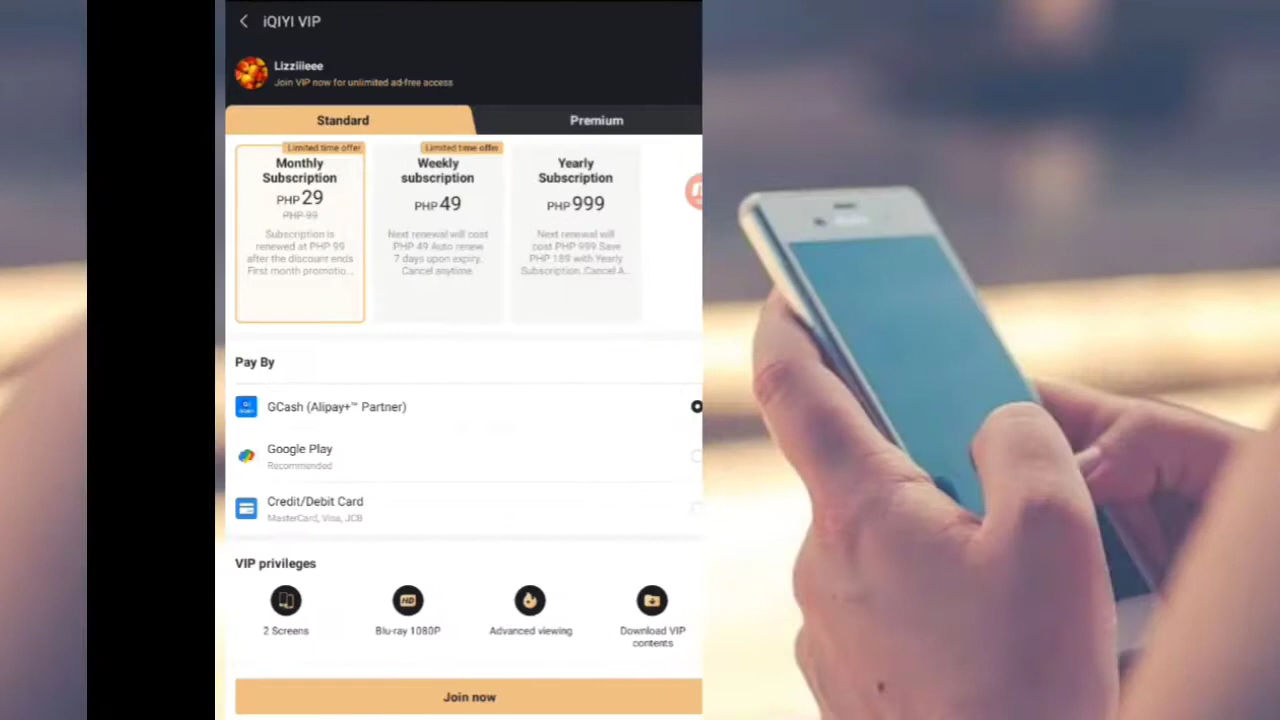 iQIYI VIP
Lizziiieee
Join VIP now for unlimited ad-free access
Standard
Premium
Limited time offer
Monthly
Subscription
PHP 29
PHP 99
Subscription is
renewed at PHP 99
after the discount ends
First month promotio...
Limited time offer
Weekly
subscription
PHP 49
Next renewal will cost
PHP 49 Auto renew
7 days upon expiry.
Cancel anytime
Yearly
Subscription
PHP 999
Next renewal will
cost PHP 999 Save
PHP 189 with Yearly
Subscription. Cancel A...
Pay By
GCash (Alipay+™ Partner)
Google Play
Recommended
Credit/Debit Card
MasterCard, Visa, JCB
VIP privileges
HD
2 Screens
Blu-ray 1080P
Advanced viewing
Download VIP
contents
Join now